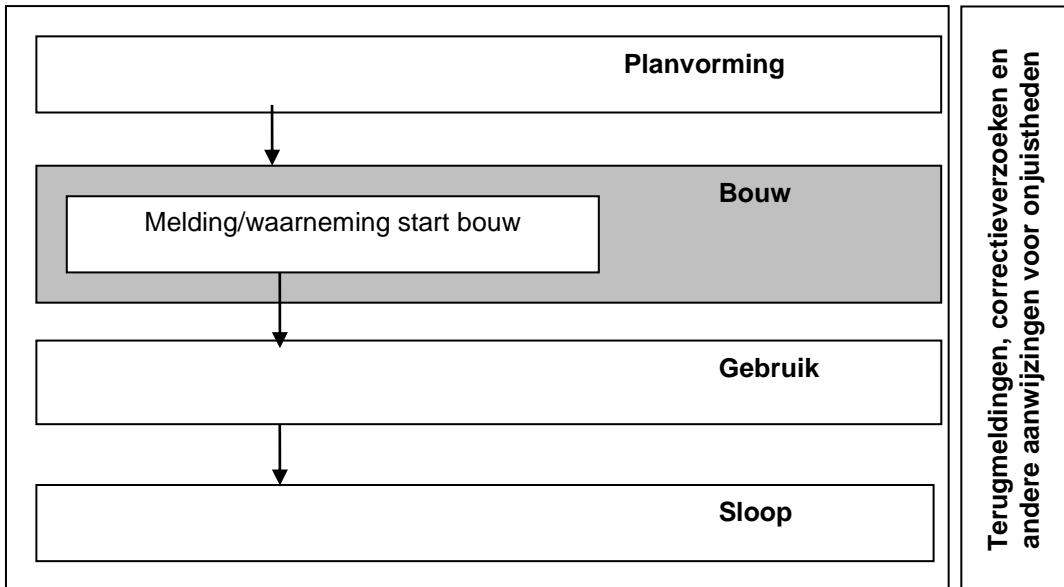 Planvorming
Bouw
Melding/waarneming start bouw
Gebruik
Sloop
Terugmeldingen, correctieverzoeken en
andere aanwijzingen voor onjuistheden